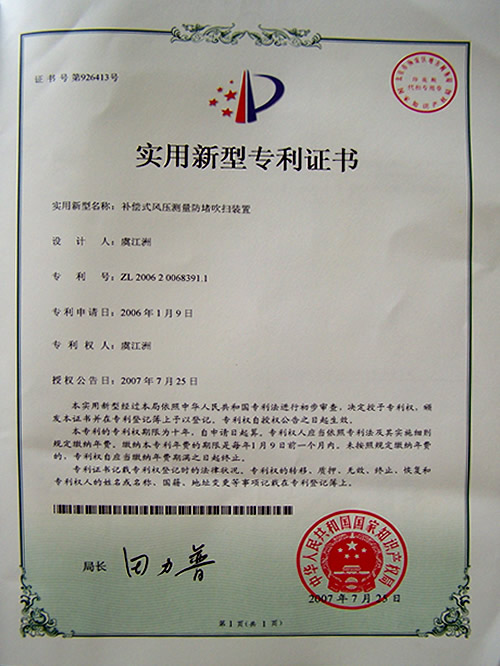 证书号第926413号
实用新型专利证书
实用新型名称：补偿式风压测量防堵吹扫装置
设计人：虞江洲
专利号：ZL 2006 2 0068391.1
专利申请日：2006年1月9日
专利权人：虞江洲
授权公告日：2007年7月25日
本实用新型经过本局依照中华人民共和国专利法进行初步审查，决定授予专利权，颁
发本证书并在专利登记簿上予以登记。专利权自授权公告之日起生效。
本专利的专利权期限为十年，自申请日起算。专利权人应当依照专利法及其实施细则
规定缴纳年费。缴纳本专利年费的期限是每年1月9日前一个月内。未按照规定缴纳年费
的，专利权自应当缴纳年费期满之日起终止。
专利证书记载专利权登记时的法律状况。专利权的转移、质押、无效、终止、恢复和
专利权人的姓名或名称、国籍、地址变更等事项记载在专利登记簿上。
局长 田力普
中华人民共和国国家知识产权局
2007年7月25日
第1页(共1页)